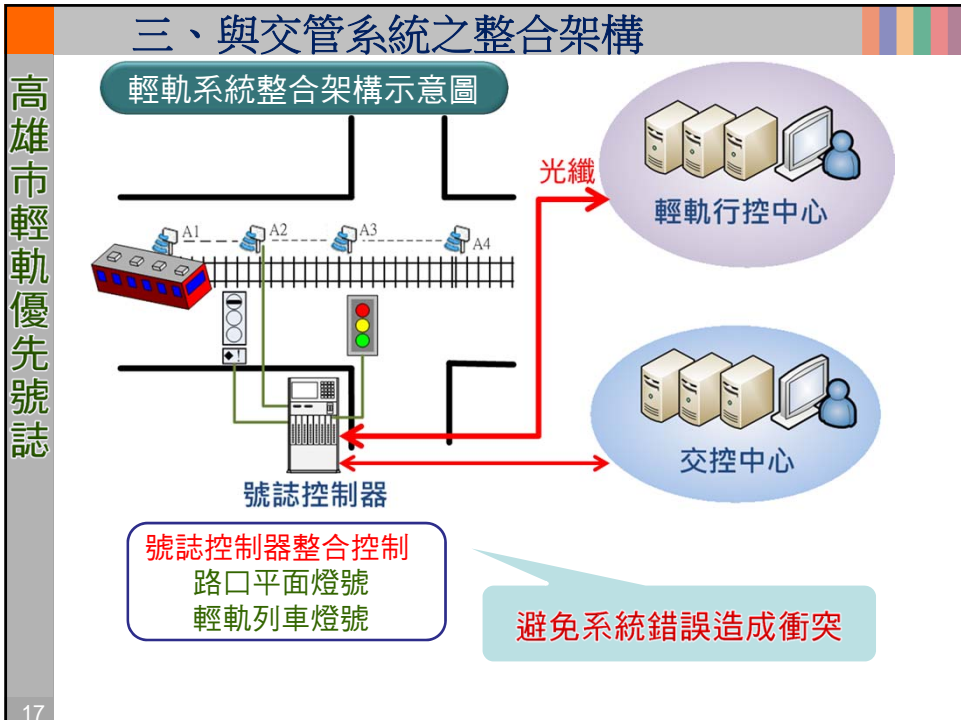 三、與交管系統之整合架構
高雄市輕軌優先號誌
輕軌系統整合架構示意圖
光纖
輕軌行控中心
A1
A2
A3
A4
!
交控中心
號誌控制器
號誌控制器整合控制
路口平面燈號
輕軌列車燈號
避免系統錯誤造成衝突
17